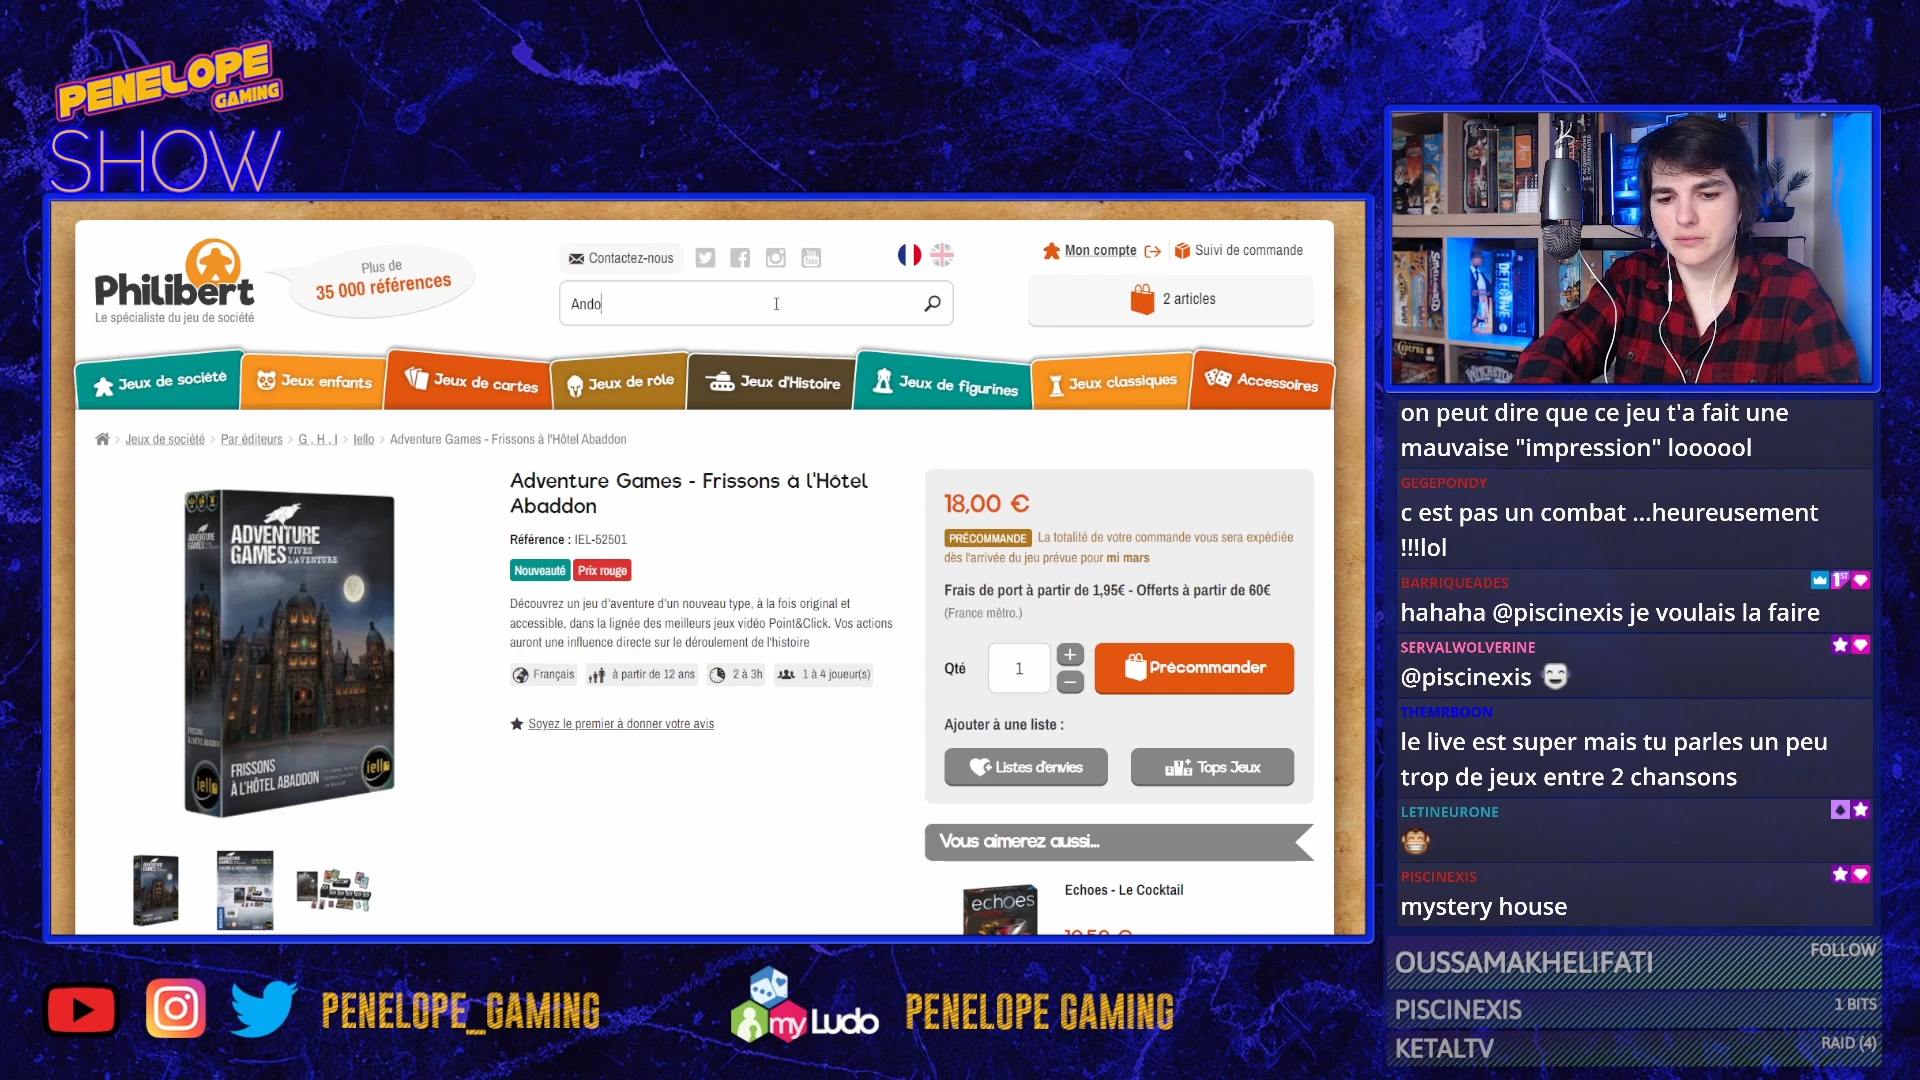 PENELOPE
GAMING
SHOW
Philibert
Le spécialiste du jeu de société
Plus de
35 000 références
Contactez-nous
You
Tube
Mon compte
Suivi de commande
Ando
2 articles
Jeux de société
Jeux enfants
Jeux de cartes
Jeux de rôle
Jeux d'Histoire
Jeux de figurines
Jeux classiques
Accessoires
Jeux de société > Par éditeurs > G , H , I > Iello > Adventure Games - Frissons à l'Hôtel Abaddon
ADVENTURE
GAMES
VIVEZ
L'AVENTURE
FRISSONS
À L'HÔTEL ABADDON
iello
iello
Adventure Games - Frissons à l'Hôtel
Abaddon
Référence : IEL-52501
Nouveauté
Prix rouge
Découvrez un jeu d'aventure d'un nouveau type, à la fois original et
accessible, dans la lignée des meilleurs jeux vidéo Point&Click. Vos actions
auront une influence directe sur le déroulement de l'histoire
Français
à partir de 12 ans
2 à 3h
1 à 4 joueur(s)
Soyez le premier à donner votre avis
18,00 €
PRÉCOMMANDE La totalité de votre commande vous sera expédiée
dès l'arrivée du jeu prévue pour mi mars
Frais de port à partir de 1,95€ - Offerts à partir de 60€
(France métro.)
Qté
1
+
−
Précommander
Ajouter à une liste :
Listes d'envies
Tops Jeux
Vous aimerez aussi...
echoes
Echoes - Le Cocktail
DETECTIVE
on peut dire que ce jeu t'a fait une
mauvaise "impression" loooool
GEGEPONDY
c est pas un combat ...heureusement
!!!lol
BARRIQUEADES
1ST
hahaha @piscinexis je voulais la faire
SERVALWOLVERINE
@piscinexis
THEMRBOON
le live est super mais tu parles un peu
trop de jeux entre 2 chansons
LETINEURONE
PISCINEXIS
mystery house
OUSSAMAKHELIFATI
FOLLOW
PISCINEXIS
1 BITS
KETALTV
RAID (4)
PENELOPE_GAMING
myLudo
PENELOPE GAMING